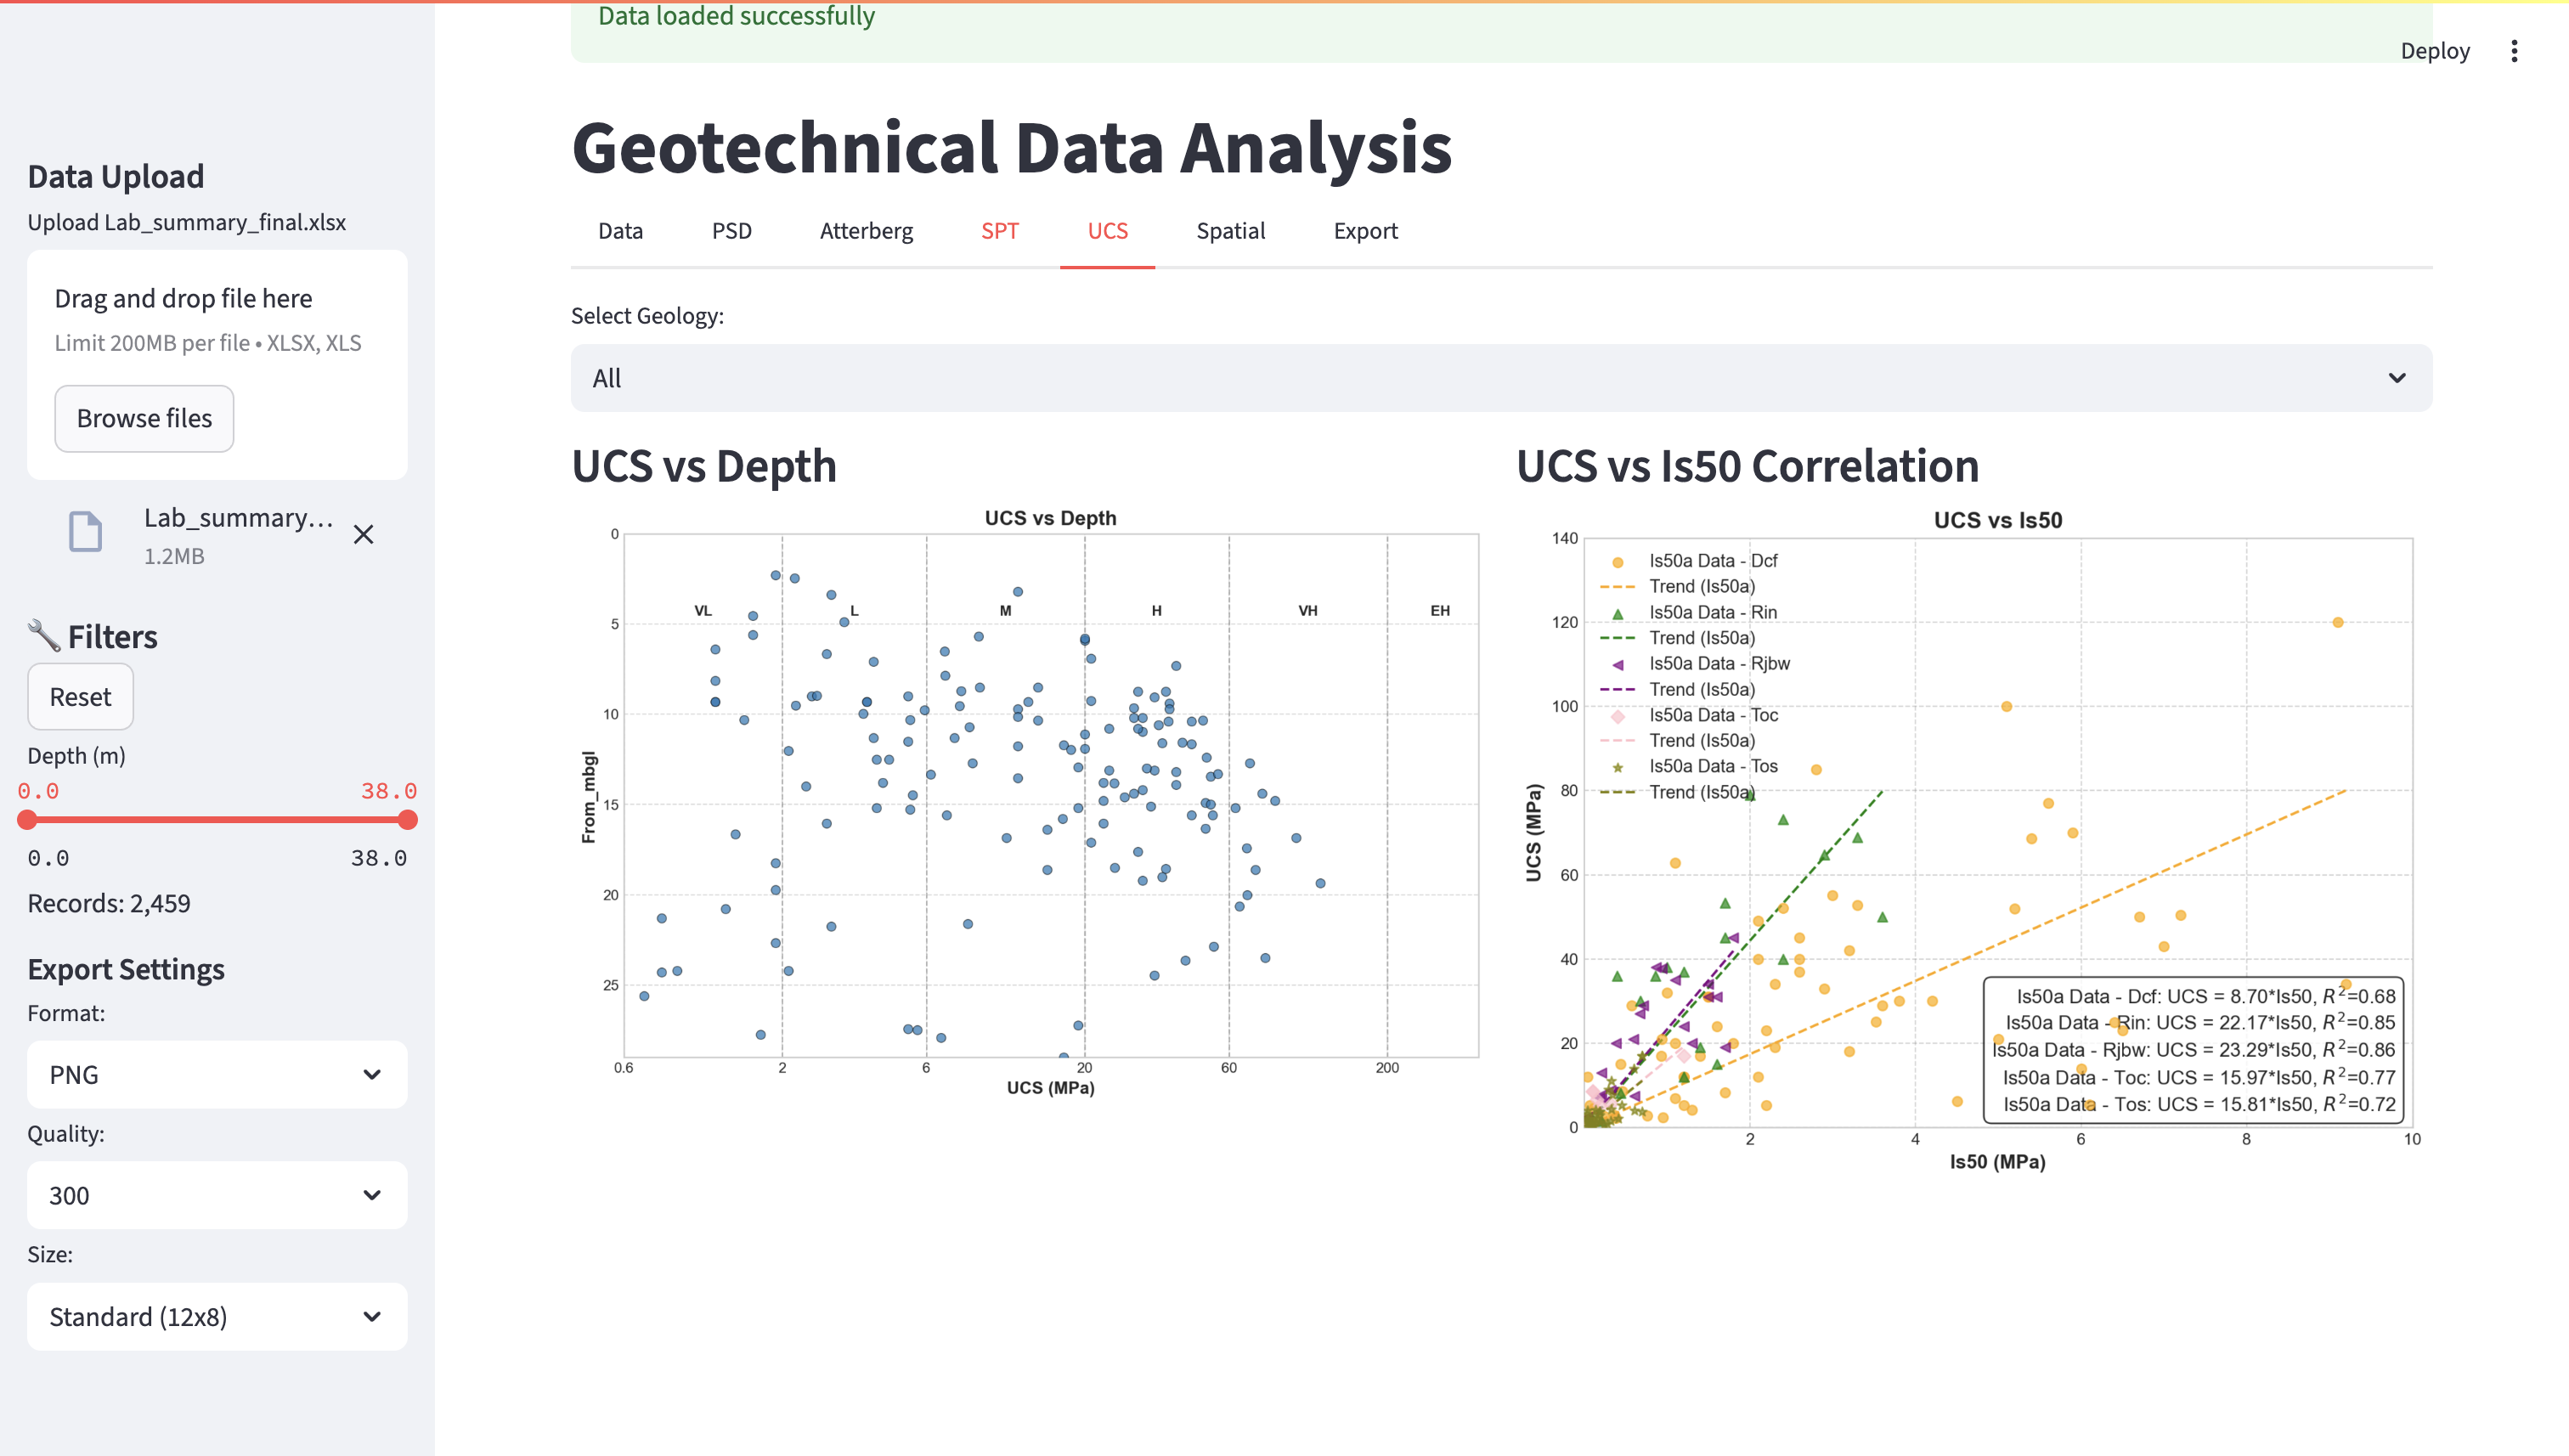 Data loaded successfully
Deploy
Data Upload
Upload Lab_summary_final.xlsx
Drag and drop file here
Limit 200MB per file • XLSX, XLS
Browse files
Lab_summary...
1.2MB
Filters
Reset
Depth (m)
0.0 38.0
0.0 38.0
Records: 2,459
Export Settings
Format:
PNG
Quality:
300
Size:
Standard (12x8)
Geotechnical Data Analysis
Data PSD Atterberg SPT UCS Spatial Export
Select Geology:
All
UCS vs Depth
UCS vs Depth
0
5
10
15
20
25
From_mbgl
VL L M H VH EH
0.6 2 6 20 60 200
UCS (MPa)
UCS vs Is50 Correlation
UCS vs Is50
140
120
100
80
60
40
20
0
UCS (MPa)
Is50a Data - Dcf
Trend (Is50a)
Is50a Data - Rin
Trend (Is50a)
Is50a Data - Rjbw
Trend (Is50a)
Is50a Data - Toc
Trend (Is50a)
Is50a Data - Tos
Trend (Is50a)
Is50a Data - Dcf: UCS = 8.70*Is50, R²=0.68
Is50a Data - Rin: UCS = 22.17*Is50, R²=0.85
Is50a Data - Rjbw: UCS = 23.29*Is50, R²=0.86
Is50a Data - Toc: UCS = 15.97*Is50, R²=0.77
Is50a Data - Tos: UCS = 15.81*Is50, R²=0.72
2 4 6 8 10
Is50 (MPa)